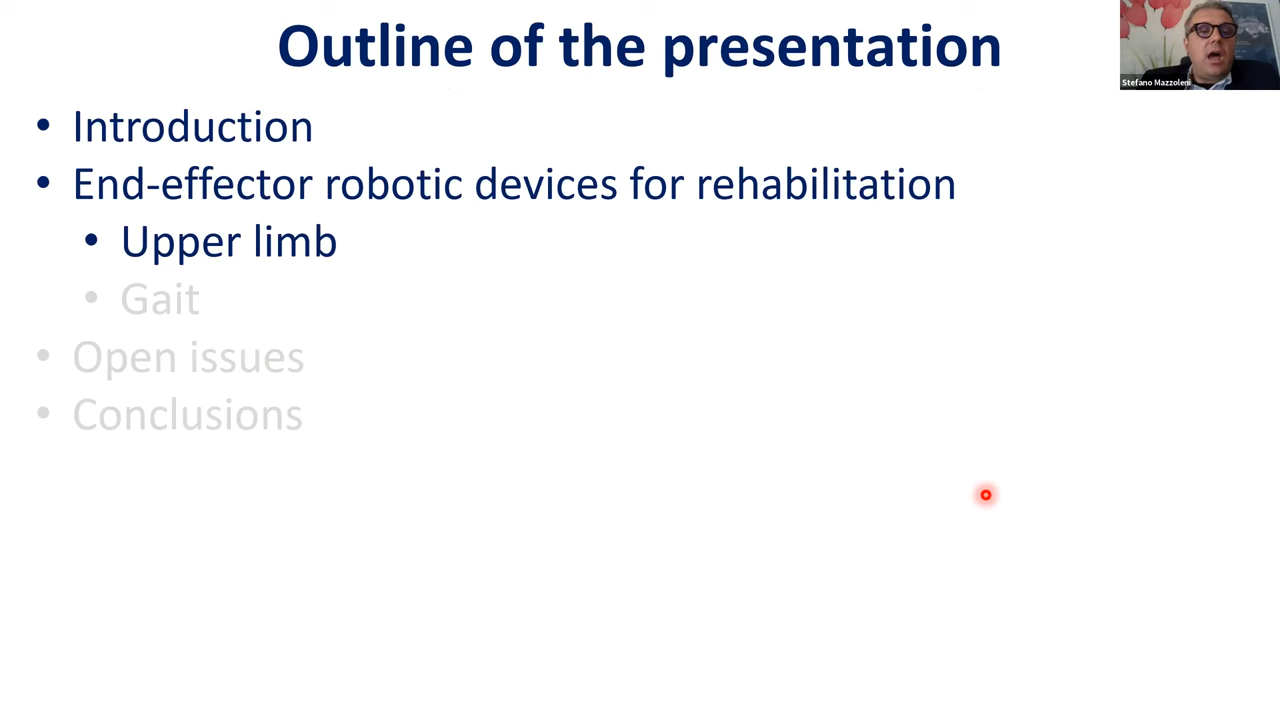 Outline of the presentation
Stefano Mazzoleni
• Introduction
• End-effector robotic devices for rehabilitation
• Upper limb
• Gait
• Open issues
• Conclusions